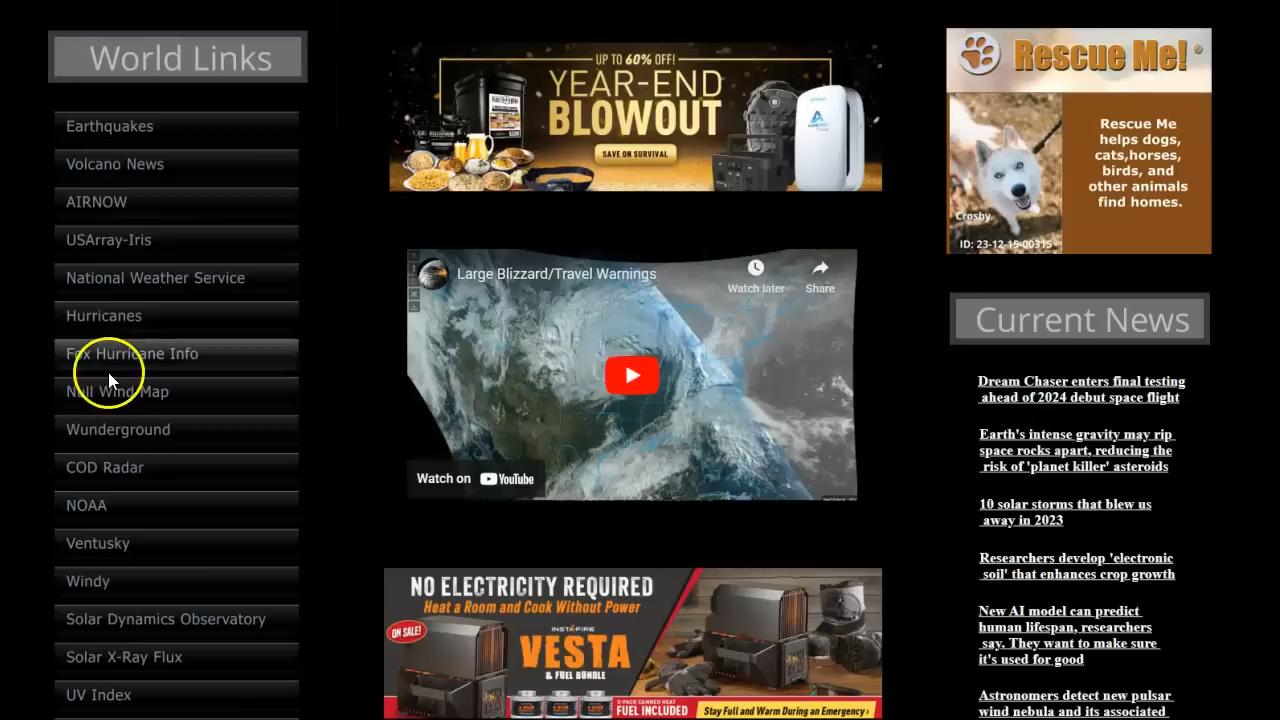 World Links
Earthquakes
Volcano News
AIRNOW
USArray-Iris
National Weather Service
Hurricanes
Fox Hurricane Info
Null Wind Map
Wunderground
COD Radar
NOAA
Ventusky
Windy
Solar Dynamics Observatory
Solar X-Ray Flux
UV Index
UP TO 60% OFF!
YEAR-END
BLOWOUT
SAVE ON SURVIVAL
Large Blizzard/Travel Warnings
Watch later
Share
Watch on YouTube
NO ELECTRICITY REQUIRED
Heat a Room and Cook Without Power
ON SALE!
INSTAFIRE
VESTA
& FUEL BUNDLE
3-PACK CANNED HEAT
FUEL INCLUDED
Stay Full and Warm During an Emergency ›
Rescue Me! ®
Rescue Me
helps dogs,
cats,horses,
birds, and
other animals
find homes.
Crosby
ID: 23-12-15-00315
Current News
Dream Chaser enters final testing
ahead of 2024 debut space flight
Earth's intense gravity may rip
space rocks apart, reducing the
risk of 'planet killer' asteroids
10 solar storms that blew us
away in 2023
Researchers develop 'electronic
soil' that enhances crop growth
New AI model can predict
human lifespan, researchers
say. They want to make sure
it's used for good
Astronomers detect new pulsar
wind nebula and its associated